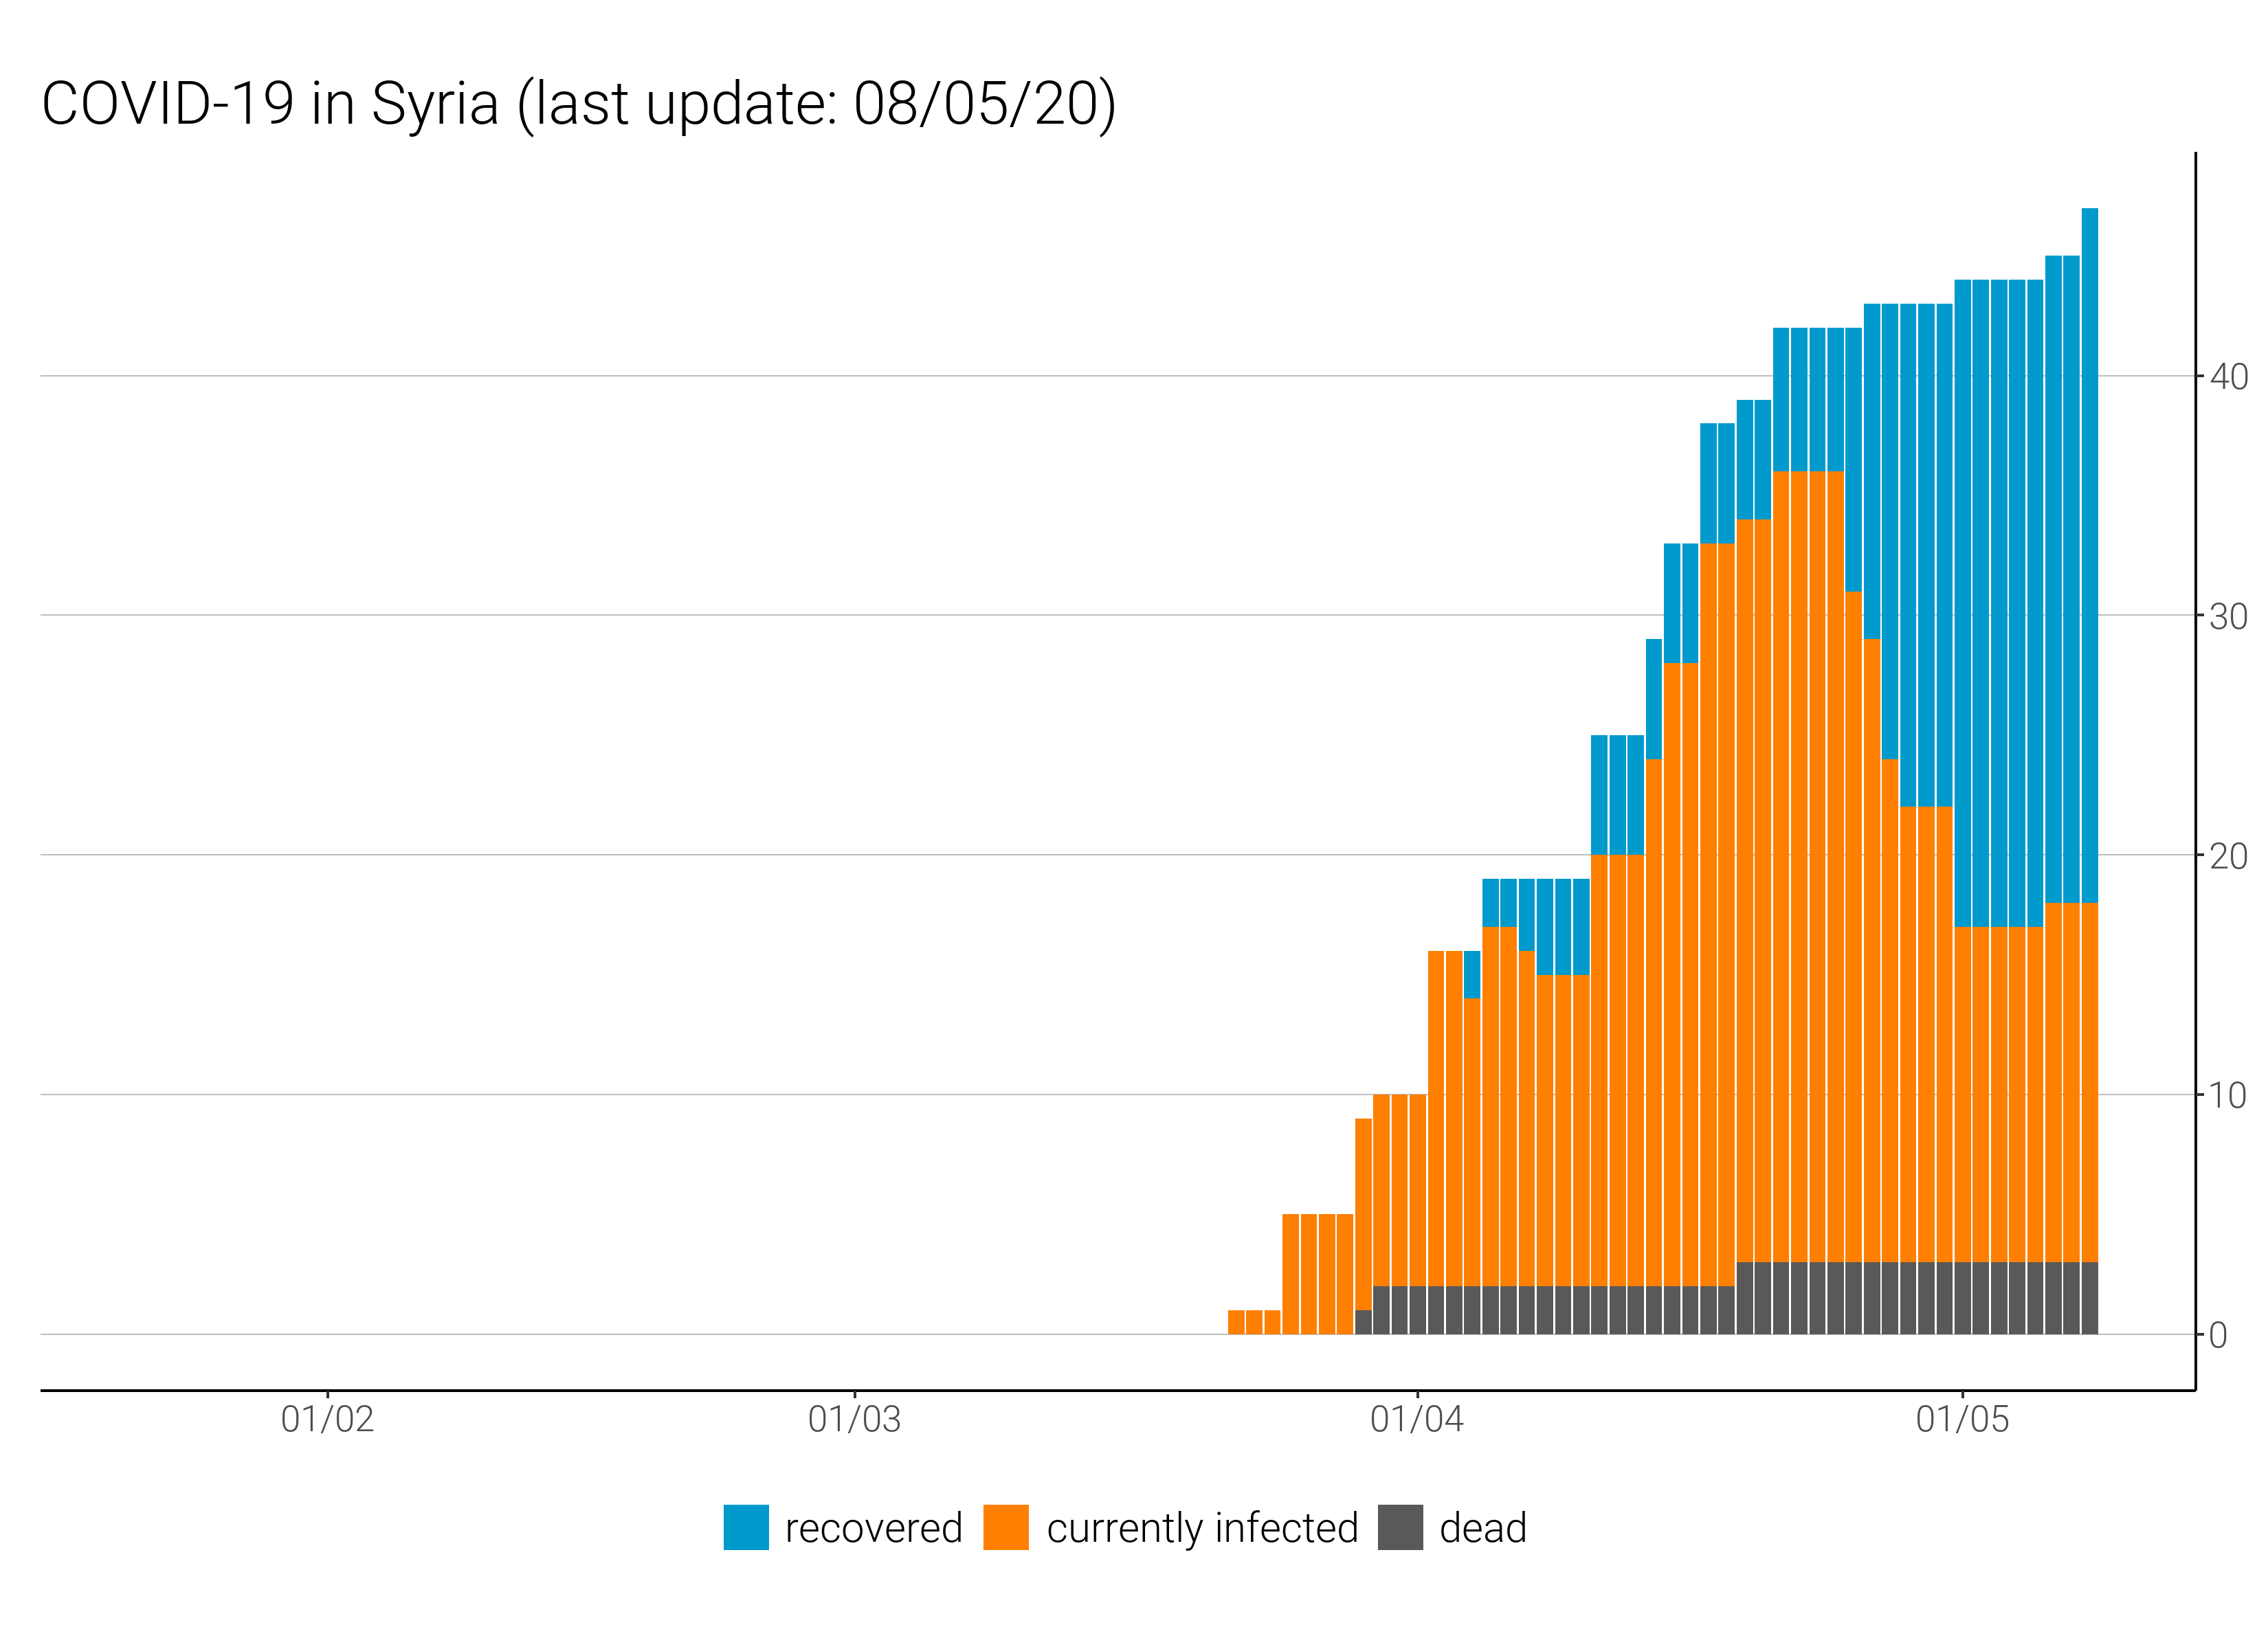 COVID-19 in Syria (last update: 08/05/20)
40
30
20
10
0
01/02 01/03 01/04 01/05
recovered currently infected dead